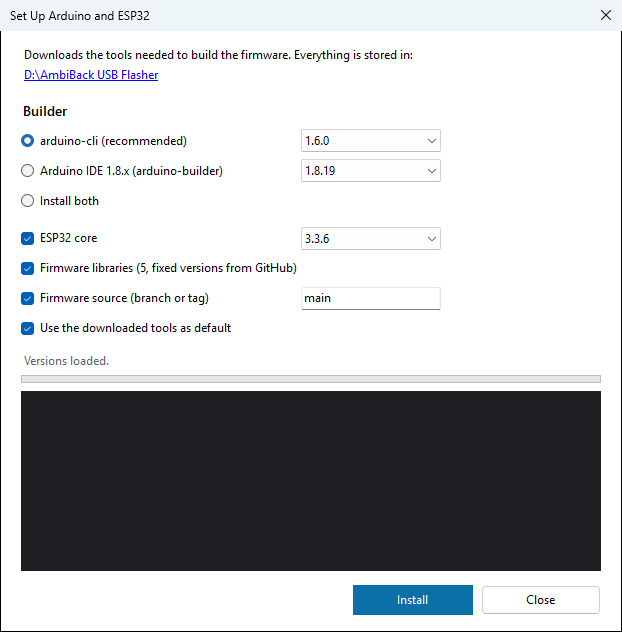 Set Up Arduino and ESP32
Downloads the tools needed to build the firmware. Everything is stored in:
D:\AmbiBack USB Flasher
Builder
arduino-cli (recommended)
1.6.0
Arduino IDE 1.8.x (arduino-builder)
1.8.19
Install both
ESP32 core
3.3.6
Firmware libraries (5, fixed versions from GitHub)
Firmware source (branch or tag)
main
Use the downloaded tools as default
Versions loaded.
Install
Close